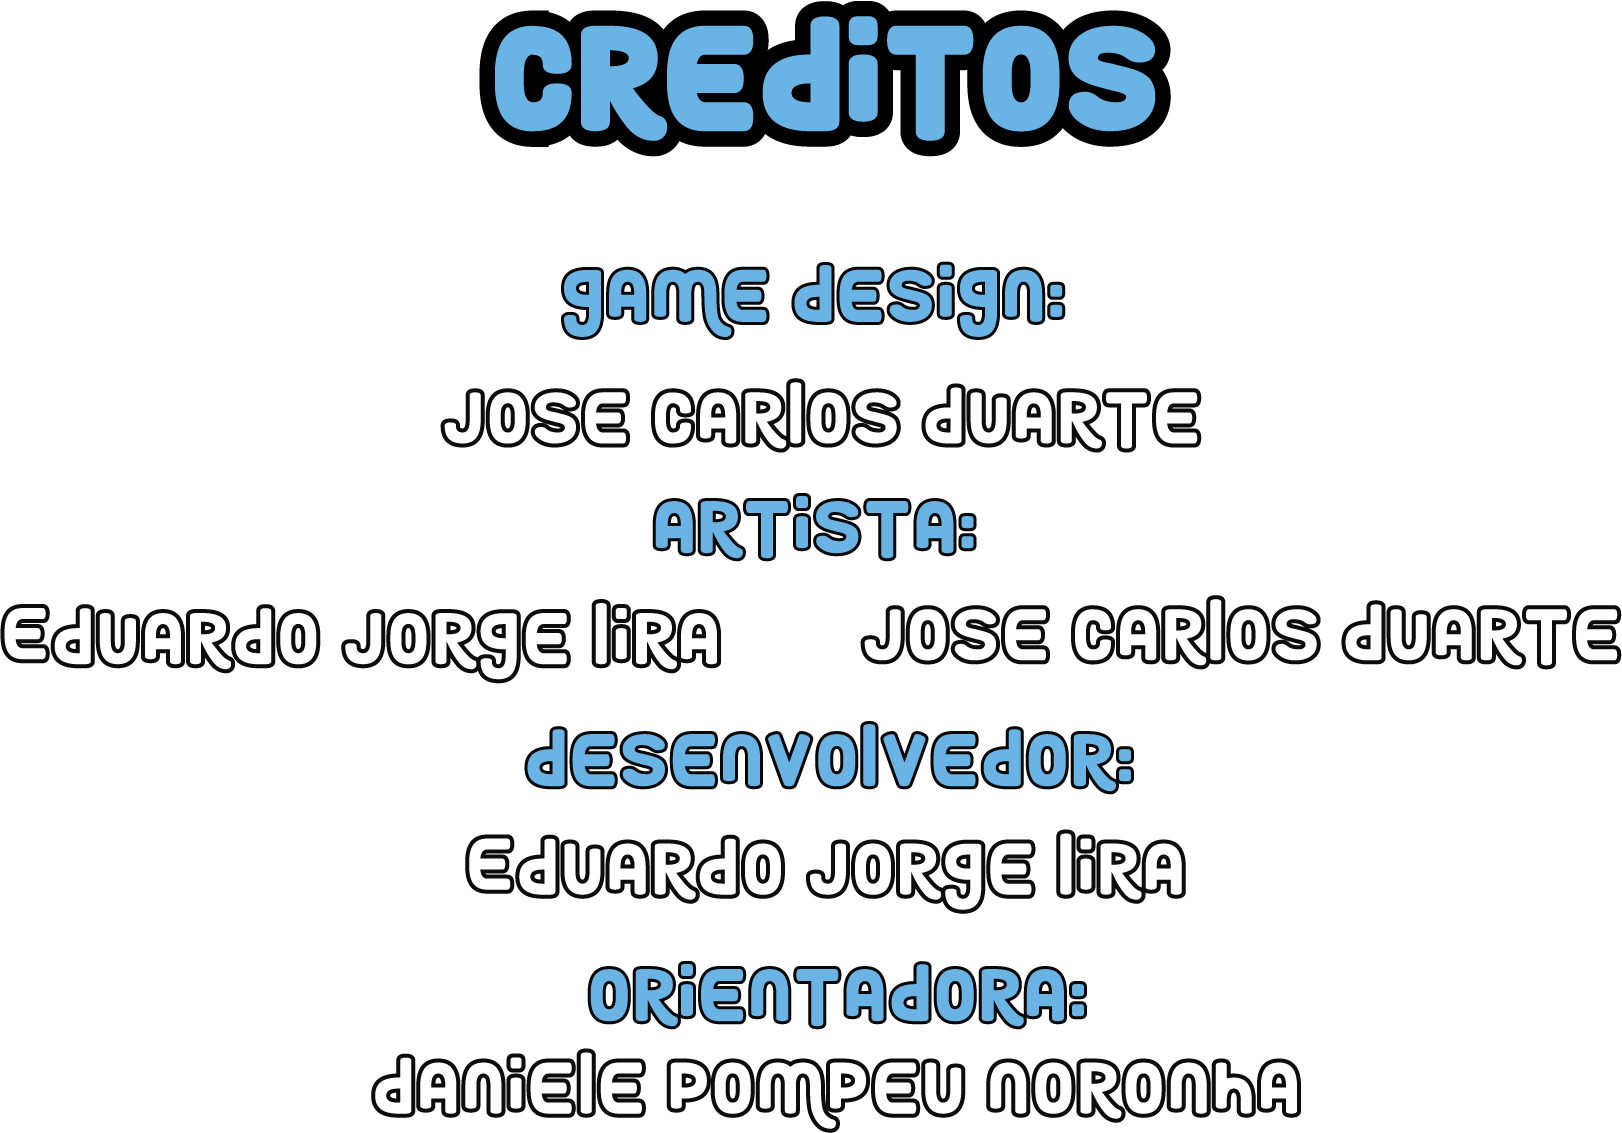 CREdiTOS
gAME dESign:
JOSE CARlOS dUARTE
ARTiSTA:
EdUARdO JORgE liRA JOSE CARlOS dUARTE
dESEnVOlVEdOR:
EdUARdO JORgE liRA
ORiEnTAdORA:
dAniElE POMPEU nOROnhA